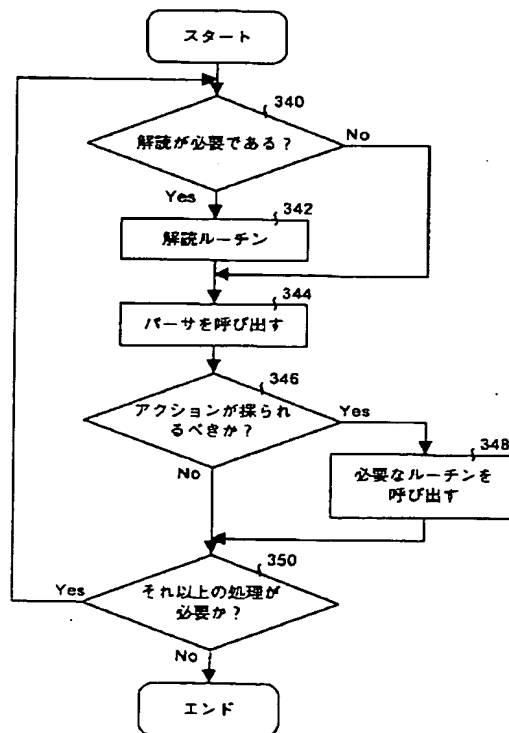 スタート
340
解読が必要である?
No
Yes
342
解読ルーチン
344
パーサを呼び出す
346
アクションが採られ
るべきか?
Yes
No
348
必要なルーチンを
呼び出す
350
Yes
それ以上の処理が
必要か?
No
エンド